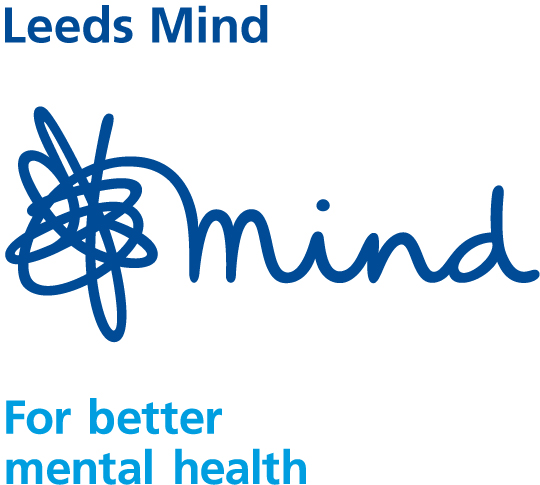 Leeds Mind
mind
For better
mental health